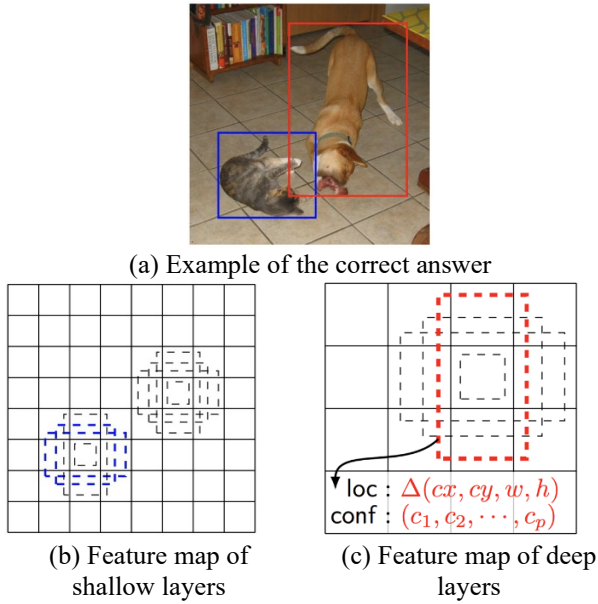 (a) Example of the correct answer
loc : Δ(cx, cy, w, h)
conf : (c₁, c₂, ⋯, cₚ)
(b) Feature map of
shallow layers
(c) Feature map of deep
layers